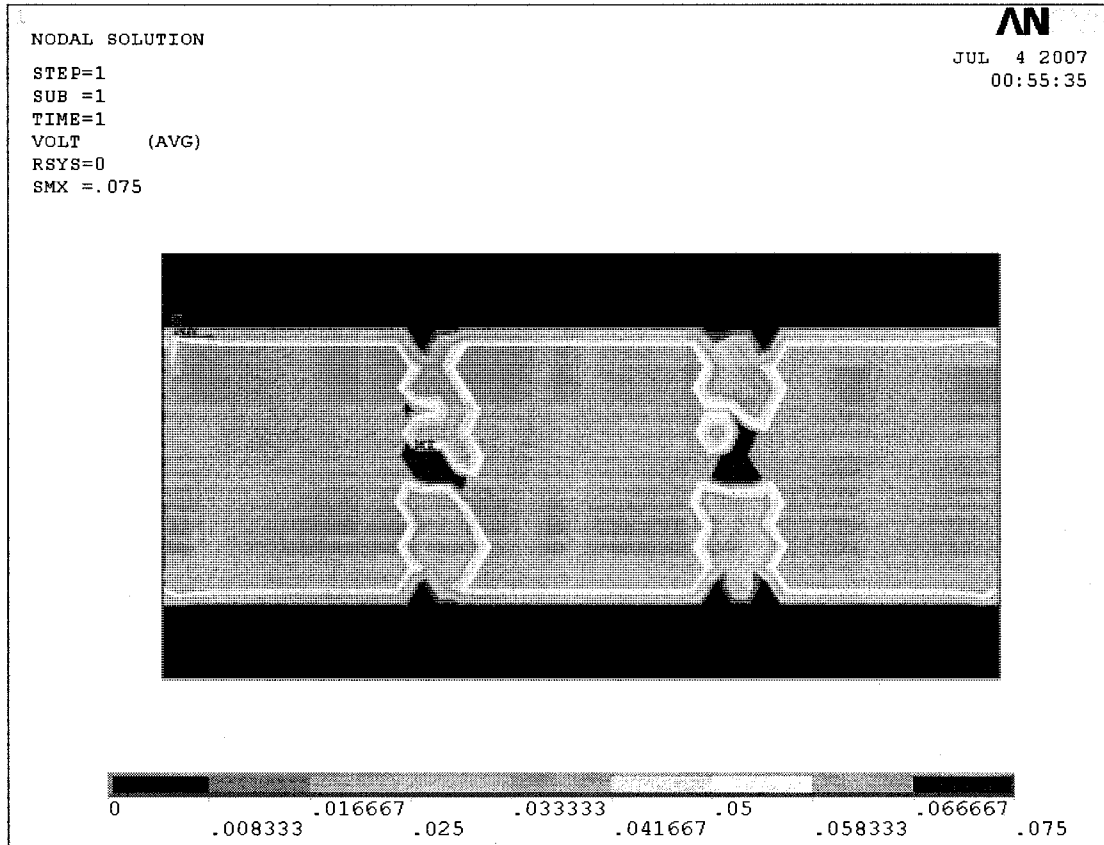 1
NODAL SOLUTION
STEP=1
SUB =1
TIME=1
VOLT (AVG)
RSYS=0
SMX =.075
AN
JUL 4 2007
00:55:35
0 .016667 .033333 .05 .066667
.008333 .025 .041667 .058333 .075